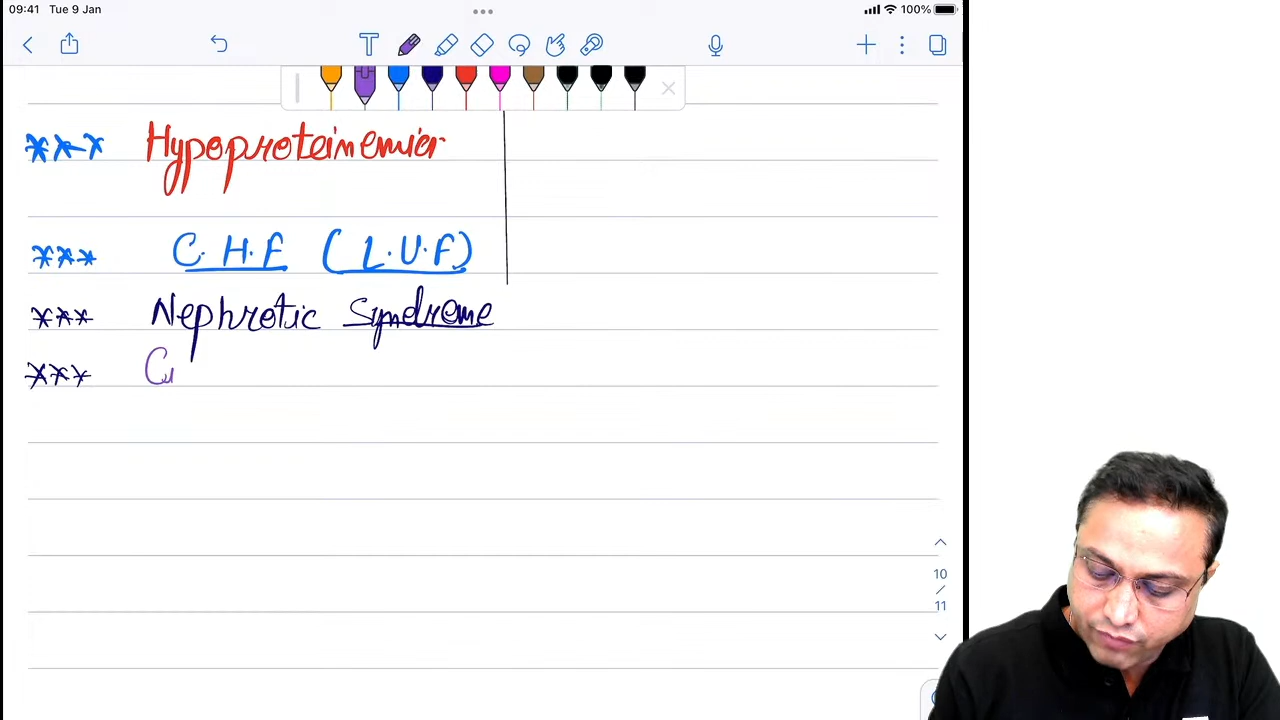 09:41 Tue 9 Jan
100%
T
*** Hypoproteinemia
*** C.H.F (L.V.F)
*** Nephrotic Syndrome
***
10
/
11